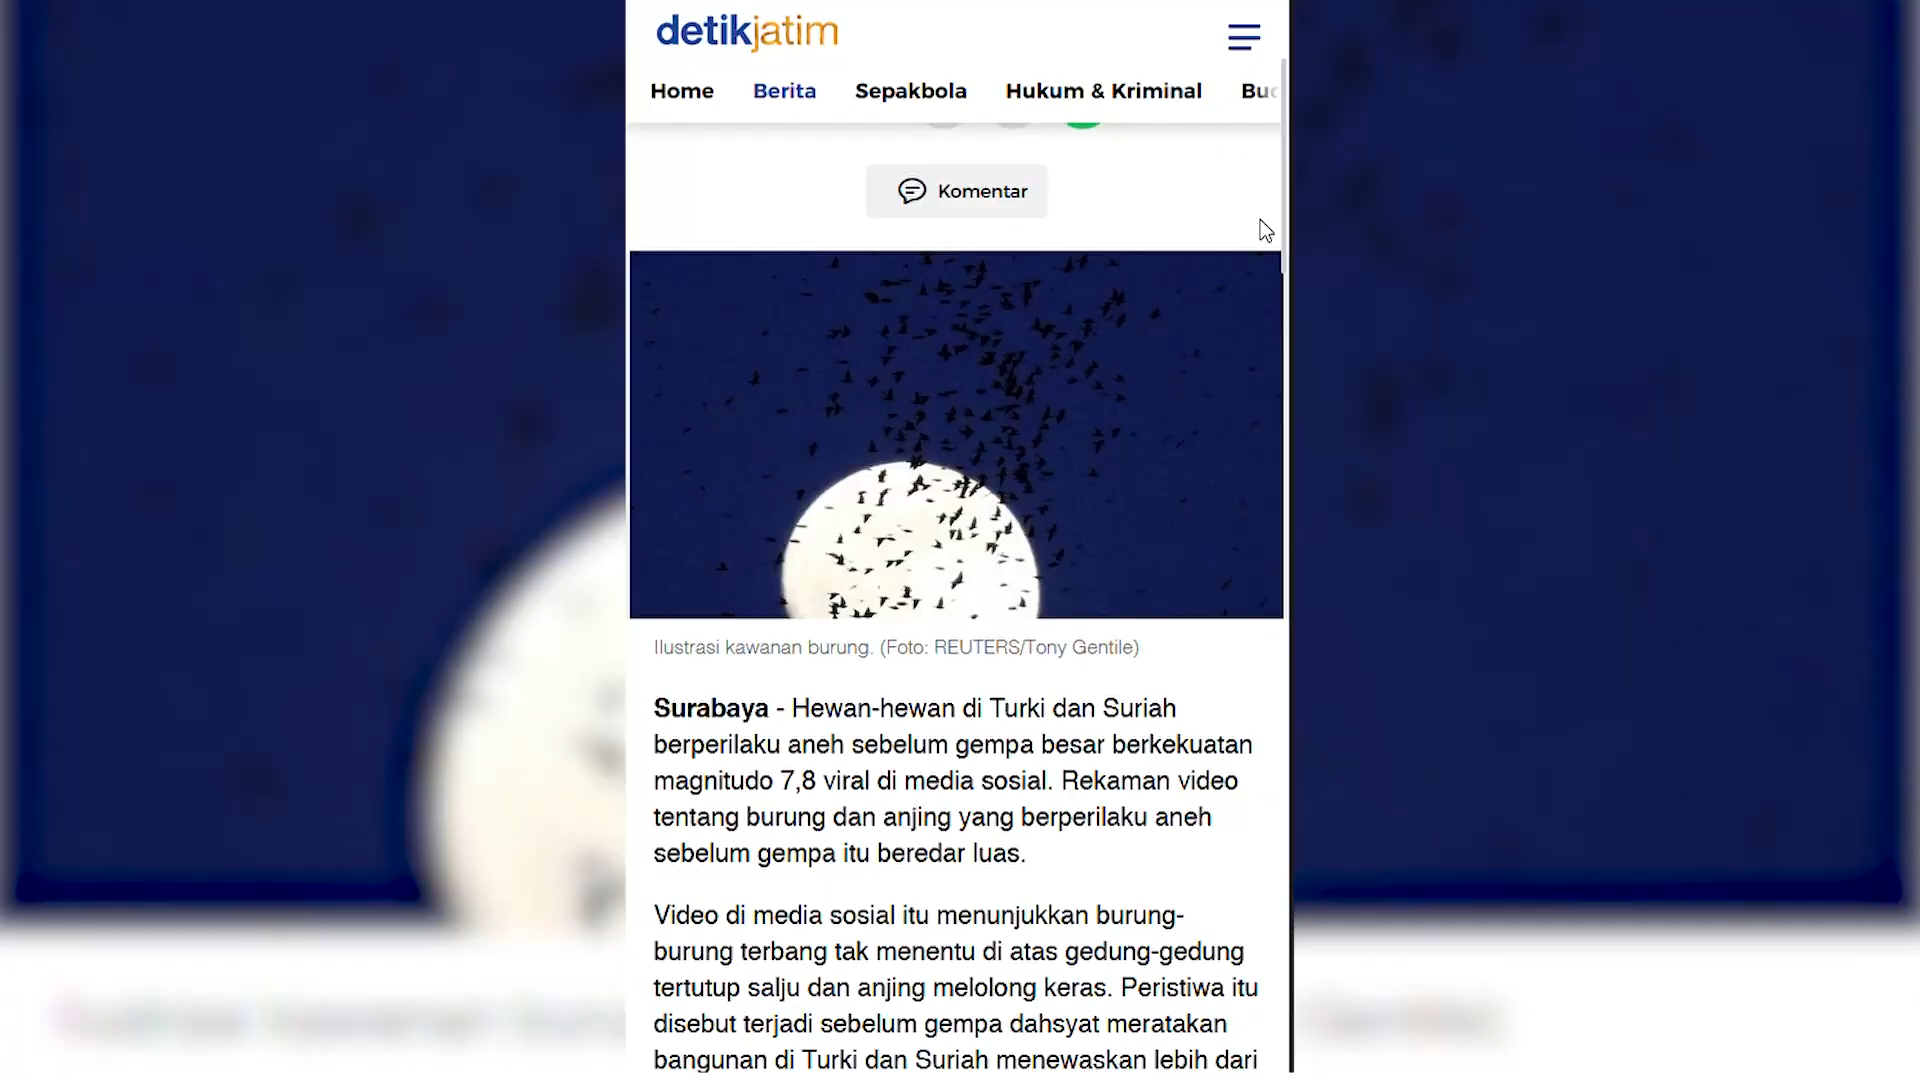 detikjatim
Home Berita Sepakbola Hukum & Kriminal
Komentar
Ilustrasi kawanan burung. (Foto: REUTERS/Tony Gentile)
Surabaya - Hewan-hewan di Turki dan Suriah
berperilaku aneh sebelum gempa besar berkekuatan
magnitudo 7,8 viral di media sosial. Rekaman video
tentang burung dan anjing yang berperilaku aneh
sebelum gempa itu beredar luas.
Video di media sosial itu menunjukkan burung-
burung terbang tak menentu di atas gedung-gedung
tertutup salju dan anjing melolong keras. Peristiwa itu
disebut terjadi sebelum gempa dahsyat meratakan
bangunan di Turki dan Suriah menewaskan lebih dari